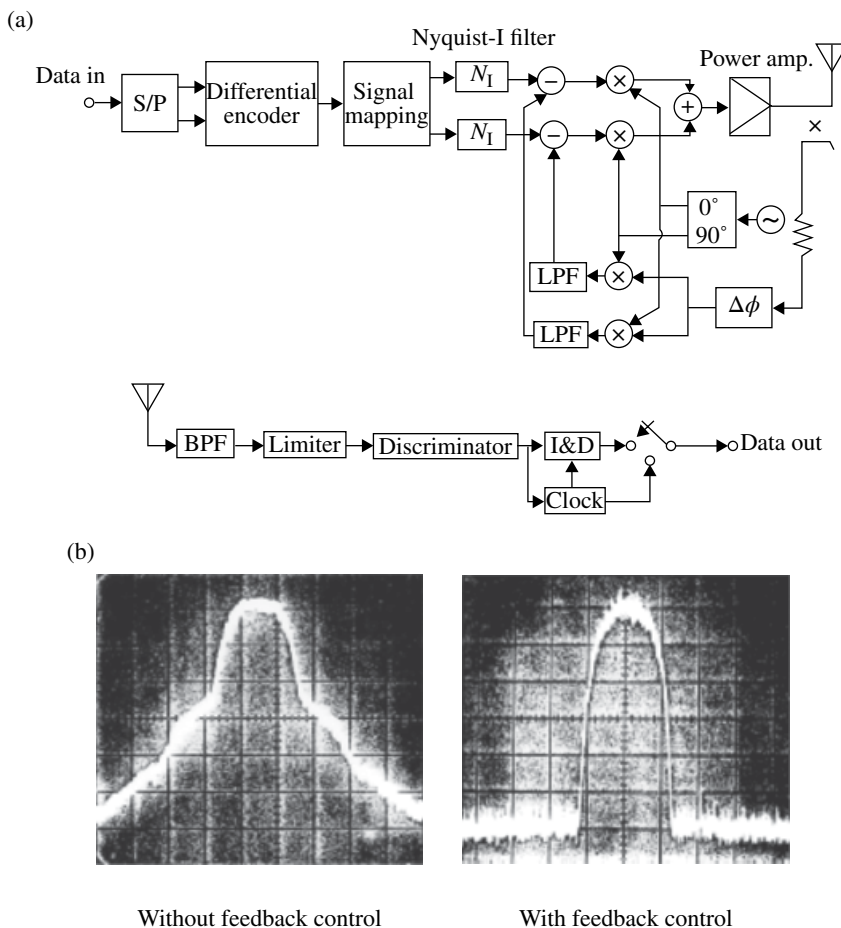 (a)
Nyquist-I filter
Data in
S/P
Differential
encoder
Signal
mapping
N_I
N_I
−
×
−
×
+
Power amp.
×
0°
90°
~
LPF
×
Δϕ
LPF
×
BPF
Limiter
Discriminator
I&D
Data out
Clock
(b)
Without feedback control
With feedback control